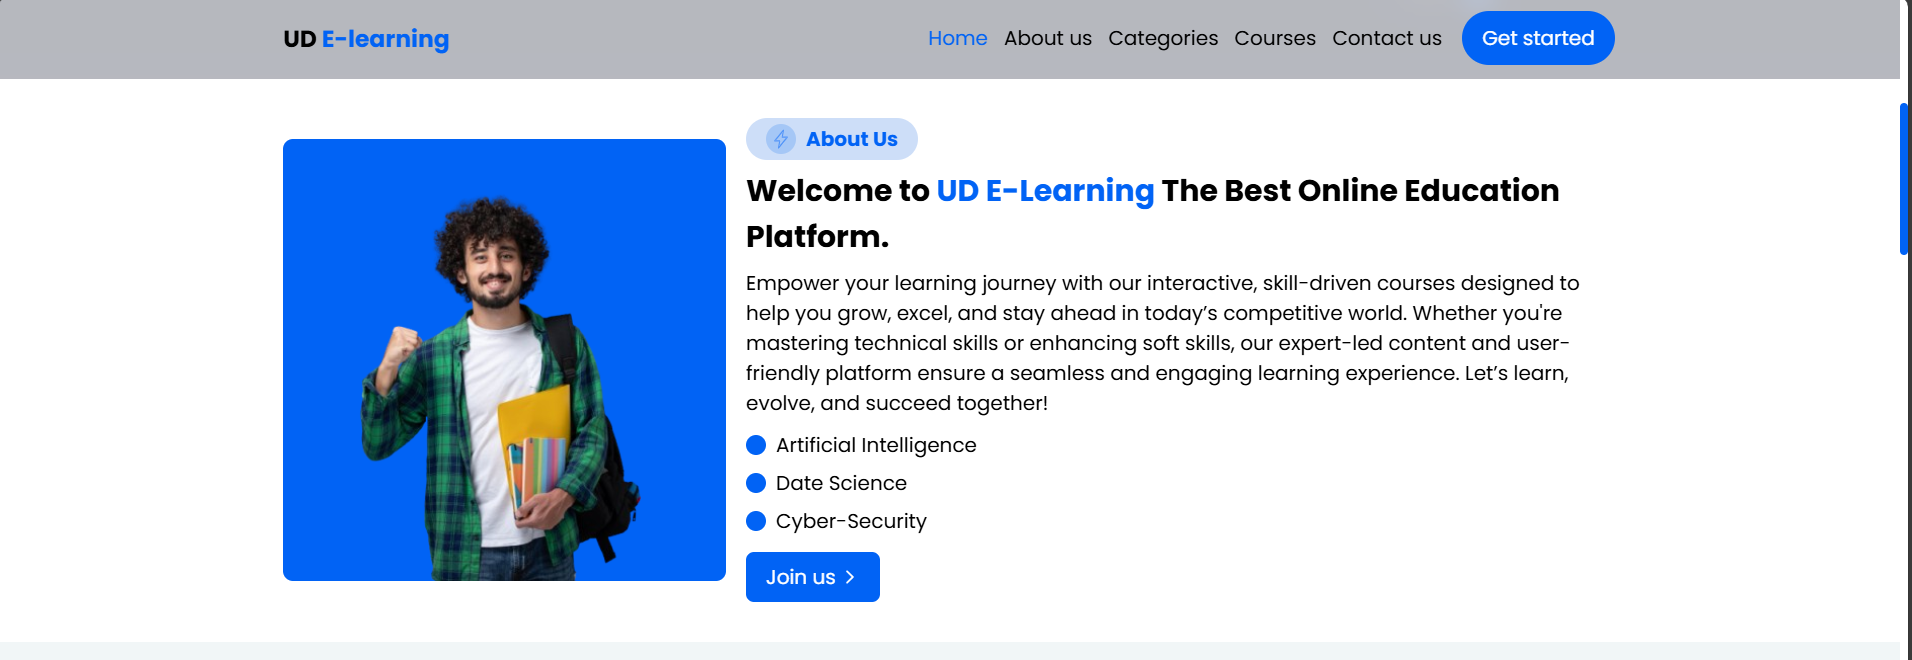 UD E-learning
Home About us Categories Courses Contact us Get started
About Us
Welcome to UD E-Learning The Best Online Education
Platform.
Empower your learning journey with our interactive, skill-driven courses designed to
help you grow, excel, and stay ahead in today’s competitive world. Whether you're
mastering technical skills or enhancing soft skills, our expert-led content and user-
friendly platform ensure a seamless and engaging learning experience. Let’s learn,
evolve, and succeed together!
Artificial Intelligence
Date Science
Cyber-Security
Join us